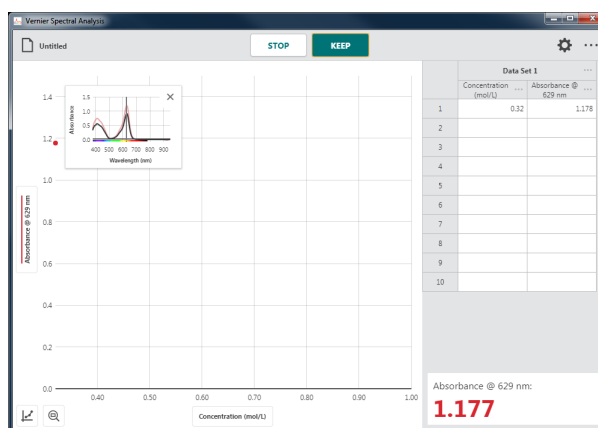 Vernier Spectral Analysis
Untitled
STOP
KEEP
Data Set 1
Concentration (mol/L)
Absorbance @ 629 nm
1 0.32 1.178
2
3
4
5
6
7
8
9
10
1.4
1.2
1.0
0.8
0.6
0.4
0.2
0.0
Absorbance @ 629 nm
1.5
1.0
0.5
0.0
Absorbance
400 500 600 700 800 900
Wavelength (nm)
0.40 0.50 0.60 0.70 0.80 0.90 1.00
Concentration (mol/L)
Absorbance @ 629 nm:
1.177